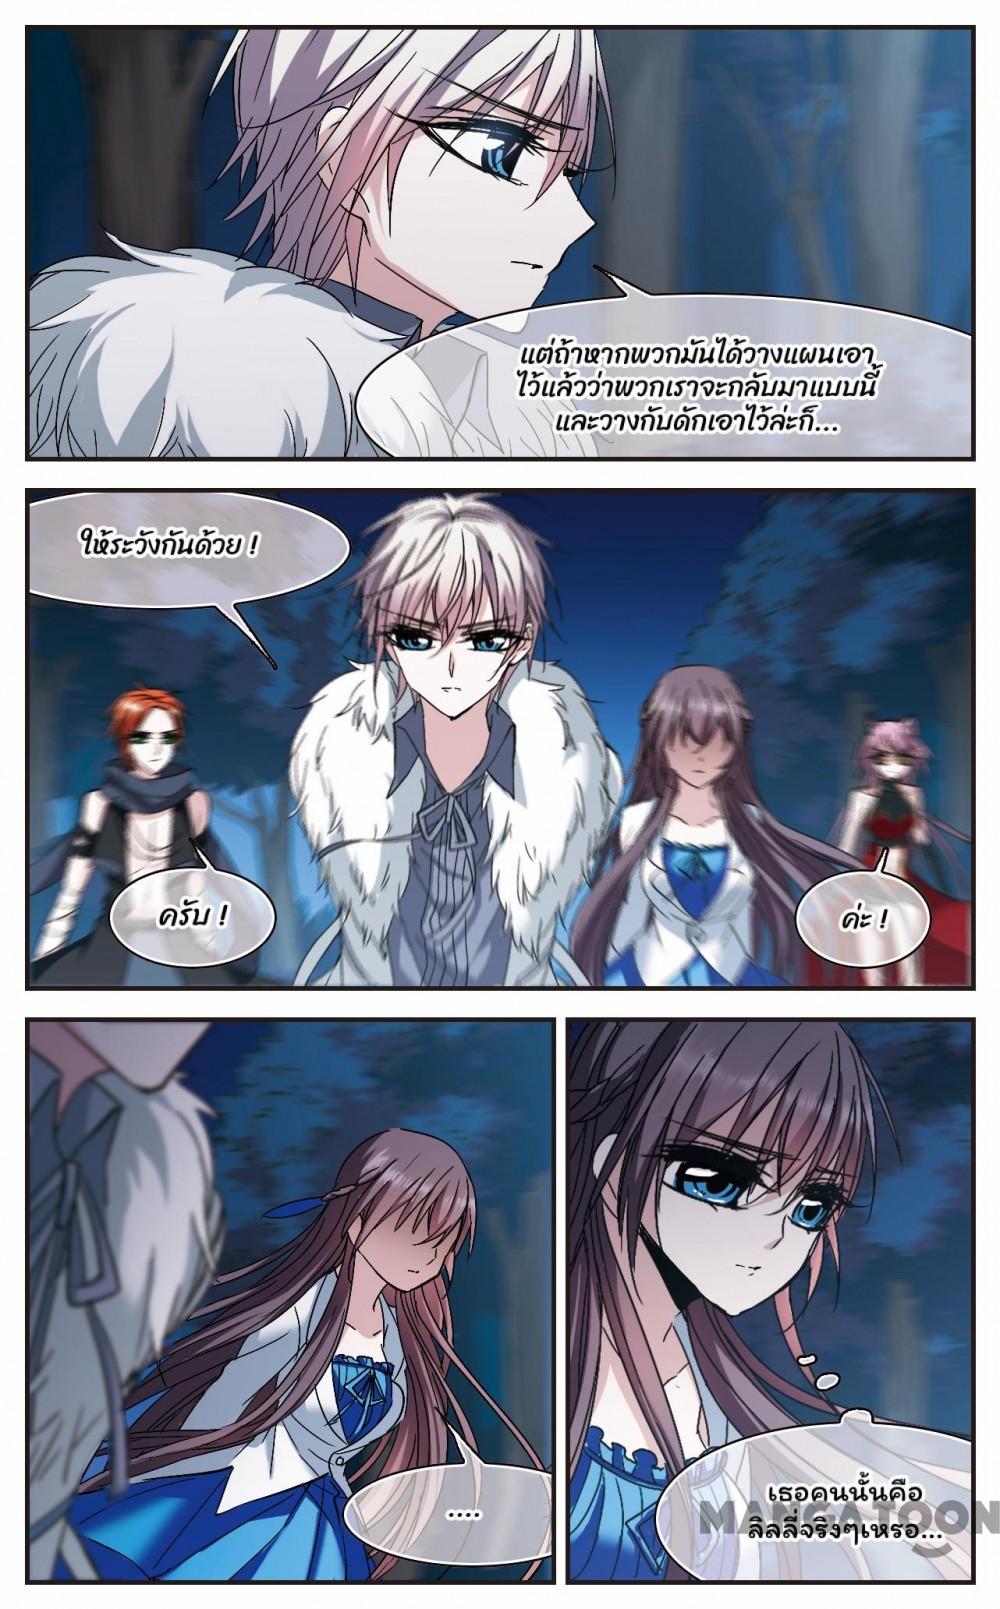 แต่ถ้าหากพวกมันได้วางแผนเอา
ไว้แล้วว่าพวกเราจะกลับมาแบบนี้
และวางกับดักเอาไว้ล่ะก็...
ให้ระวังกันด้วย !
ครับ !
ค่ะ !
....
เธอคนนั้นคือ
ลิลลี่จริงๆเหรอ...
MANGATOON